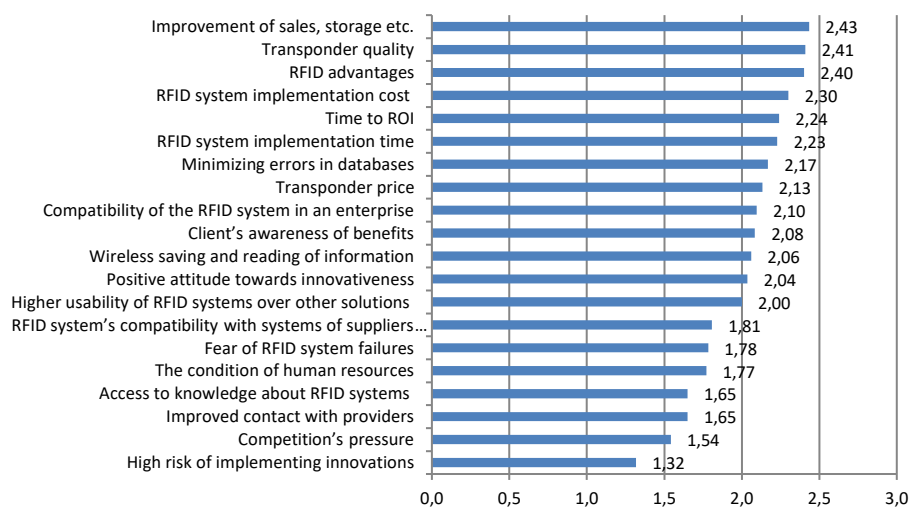 Improvement of sales, storage etc. 2,43
Transponder quality 2,41
RFID advantages 2,40
RFID system implementation cost 2,30
Time to ROI 2,24
RFID system implementation time 2,23
Minimizing errors in databases 2,17
Transponder price 2,13
Compatibility of the RFID system in an enterprise 2,10
Client’s awareness of benefits 2,08
Wireless saving and reading of information 2,06
Positive attitude towards innovativeness 2,04
Higher usability of RFID systems over other solutions 2,00
RFID system’s compatibility with systems of suppliers… 1,81
Fear of RFID system failures 1,78
The condition of human resources 1,77
Access to knowledge about RFID systems 1,65
Improved contact with providers 1,65
Competition’s pressure 1,54
High risk of implementing innovations 1,32
0,0 0,5 1,0 1,5 2,0 2,5 3,0